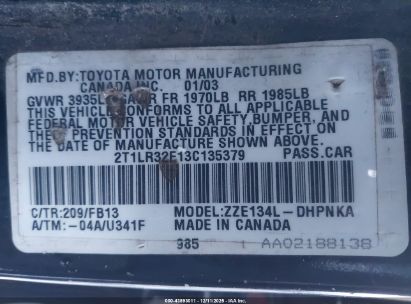 MFD.BY:TOYOTA MOTOR MANUFACTURING
CANADA INC. 01/03
GVWR 3935LB GAWR FR 1970LB RR 1985LB
THIS VEHICLE CONFORMS TO ALL APPLICABLE
FEDERAL MOTOR VEHICLE SAFETY, BUMPER, AND
THEFT PREVENTION STANDARDS IN EFFECT ON
THE DATE OF MANUFACTURE SHOWN ABOVE.
2T1LR32E13C135379 PASS.CAR
C/TR:209/FB13 MODEL:ZZE134L-DHPNKA
A/TM:-04A/U341F MADE IN CANADA
985 AA02188138